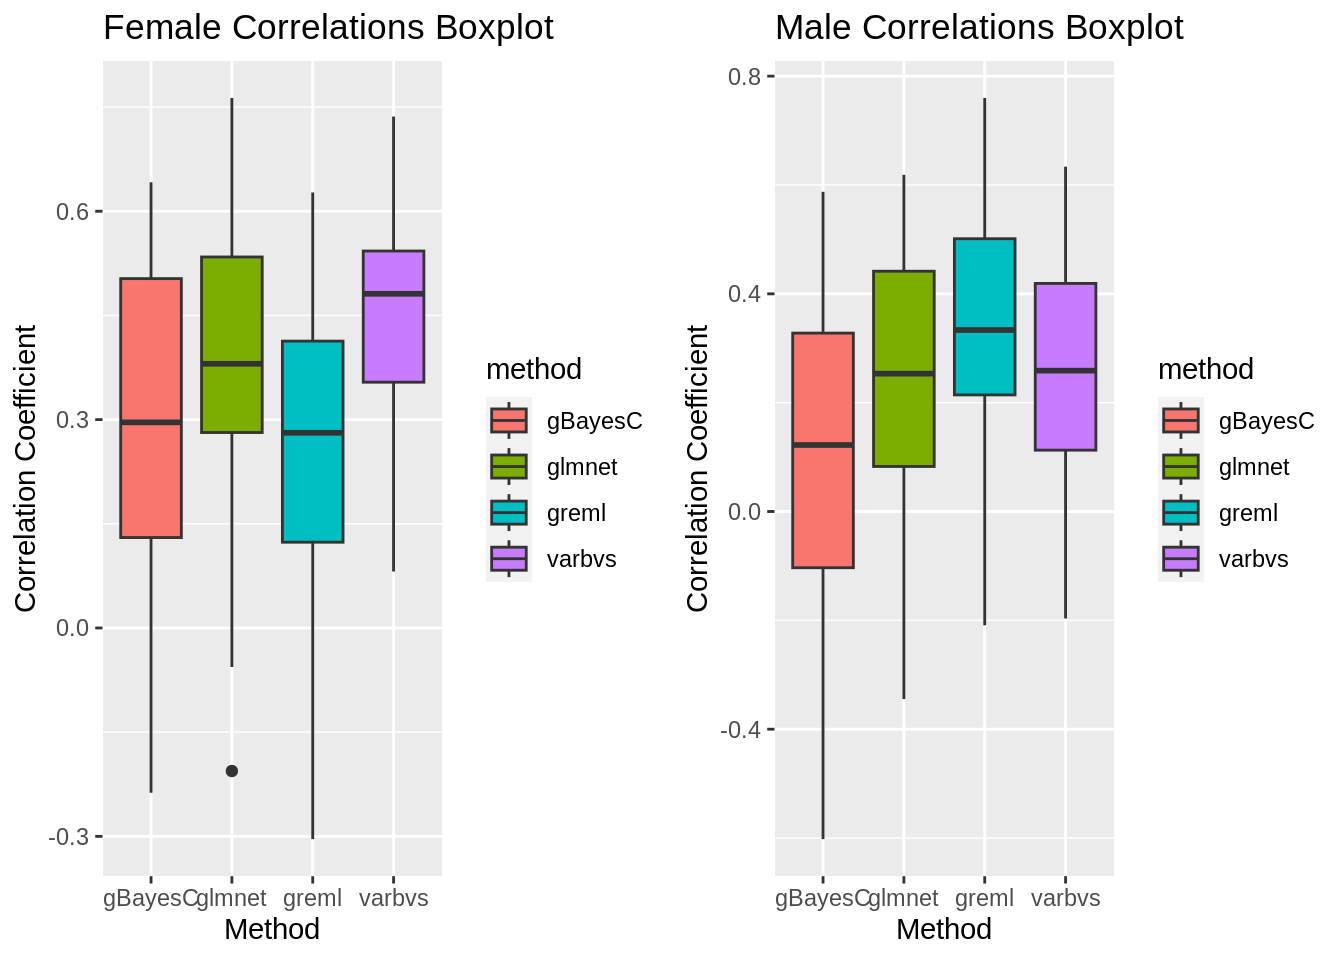 Female Correlations Boxplot
Correlation Coefficient
0.6
0.3
0.0
-0.3
gBayesC glmnet greml varbvs
Method
method
gBayesC
glmnet
greml
varbvs
Male Correlations Boxplot
Correlation Coefficient
0.8
0.4
0.0
-0.4
gBayesC glmnet greml varbvs
Method
method
gBayesC
glmnet
greml
varbvs